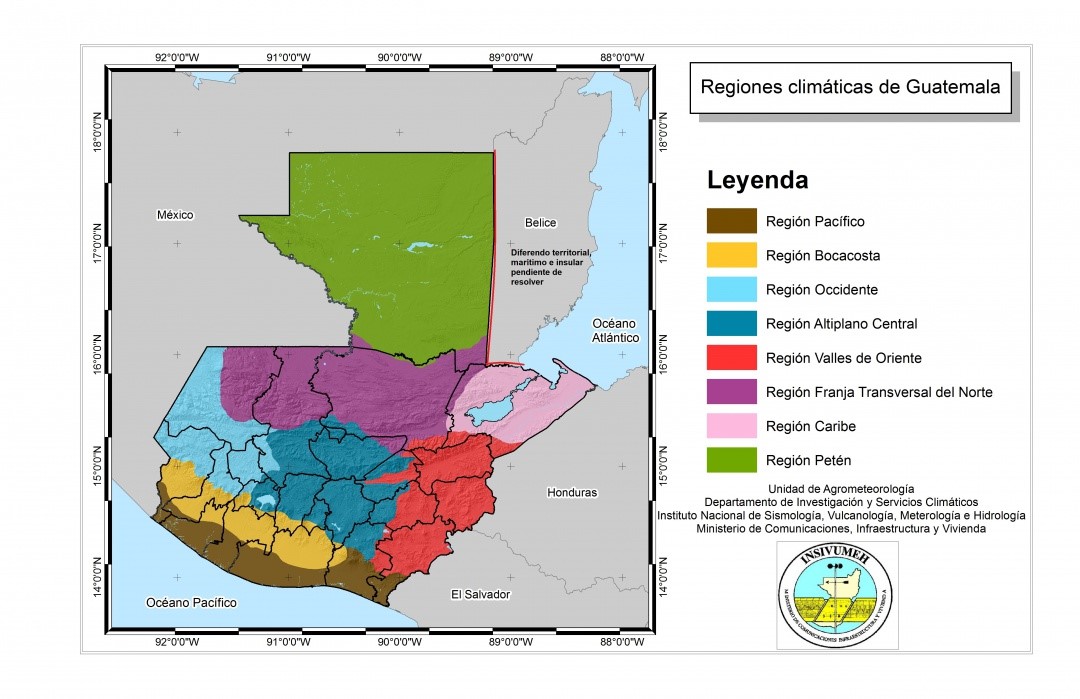 Regiones climáticas de Guatemala
92°0'0"W 91°0'0"W 90°0'0"W 89°0'0"W 88°0'0"W
18°0'0"N
17°0'0"N
16°0'0"N
15°0'0"N
14°0'0"N
18°0'0"N
17°0'0"N
16°0'0"N
15°0'0"N
14°0'0"N
México
Belice
Diferendo territorial,
maritimo e insular
pendiente de
resolver
Océano
Atlántico
Honduras
El Salvador
Océano Pacífico
92°0'0"W 91°0'0"W 90°0'0"W 89°0'0"W 88°0'0"W
Leyenda
Región Pacífico
Región Bocacosta
Región Occidente
Región Altiplano Central
Región Valles de Oriente
Región Franja Transversal del Norte
Región Caribe
Región Petén
Unidad de Agrometeorología
Departamento de Investigación y Servicios Climáticos
Instituto Nacional de Sismología, Vulcanología, Meterología e Hidrología
Ministerio de Comunicaciones, Infraestructura y Vivienda
INSIVUMEH
MINISTERIO DE COMUNICACIONES INFRAESTRUCTURA Y VIVIENDA